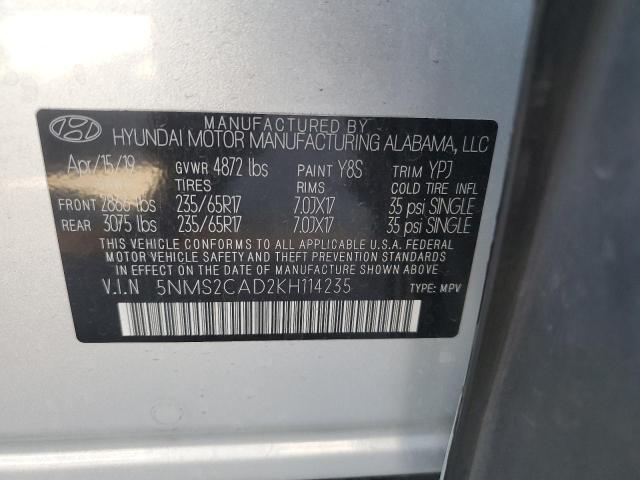 MANUFACTURED BY
HYUNDAI MOTOR MANUFACTURING ALABAMA, LLC
Apr/15/19 GVWR 4872 lbs PAINT Y8S TRIM YPJ
TIRES RIMS COLD TIRE INFL
FRONT 2866 lbs 235/65R17 7.0JX17 35 psi SINGLE
REAR 3075 lbs 235/65R17 7.0JX17 35 psi SINGLE
THIS VEHICLE CONFORMS TO ALL APPLICABLE U.S.A. FEDERAL
MOTOR VEHICLE SAFETY AND THEFT PREVENTION STANDARDS
IN EFFECT ON THE DATE OF MANUFACTURE SHOWN ABOVE.
V.I.N 5NMS2CAD2KH114235 TYPE: MPV